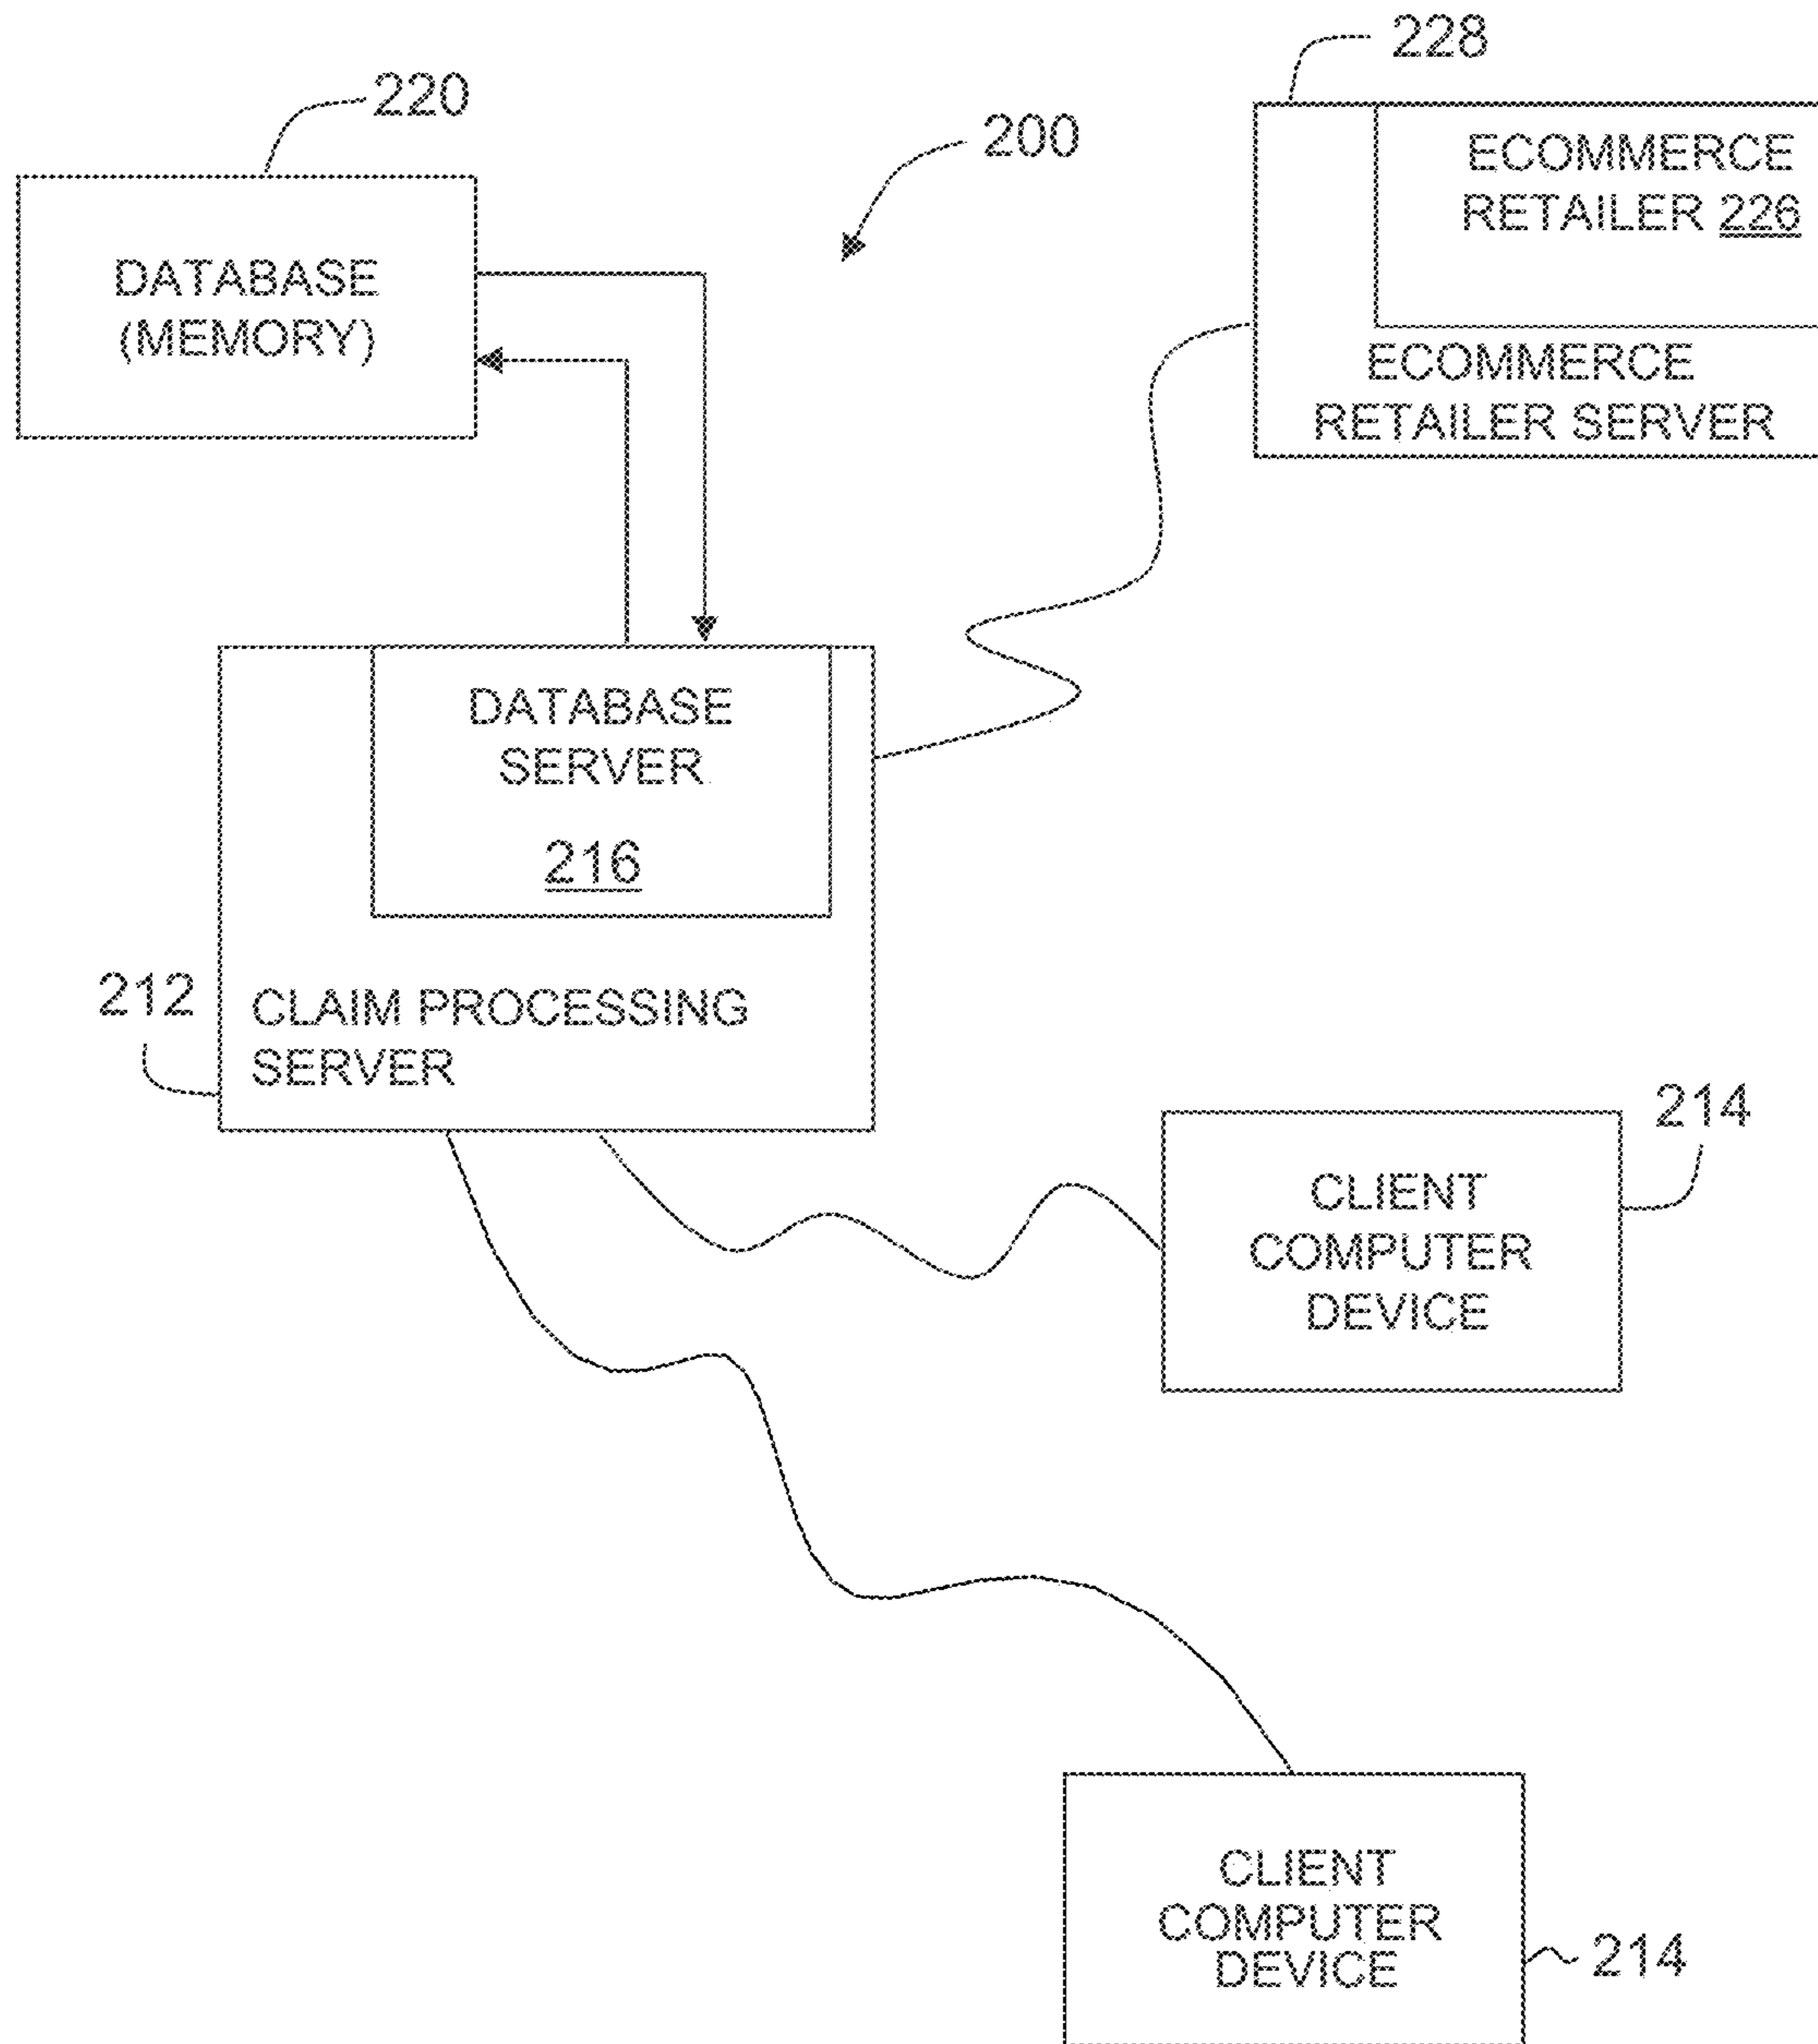 228
220
200
ECOMMERCE
RETAILER 226
DATABASE
(MEMORY)
ECOMMERCE
RETAILER SERVER
DATABASE
SERVER
216
212
CLAIM PROCESSING
SERVER
214
CLIENT
COMPUTER
DEVICE
CLIENT
COMPUTER
DEVICE
214